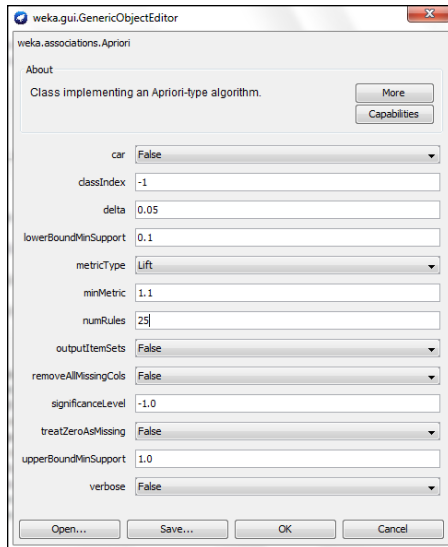 weka.gui.GenericObjectEditor
weka.associations.Apriori
About
Class implementing an Apriori-type algorithm.
More
Capabilities
car False
classIndex -1
delta 0.05
lowerBoundMinSupport 0.1
metricType Lift
minMetric 1.1
numRules 25
outputItemSets False
removeAllMissingCols False
significanceLevel -1.0
treatZeroAsMissing False
upperBoundMinSupport 1.0
verbose False
Open... Save... OK Cancel